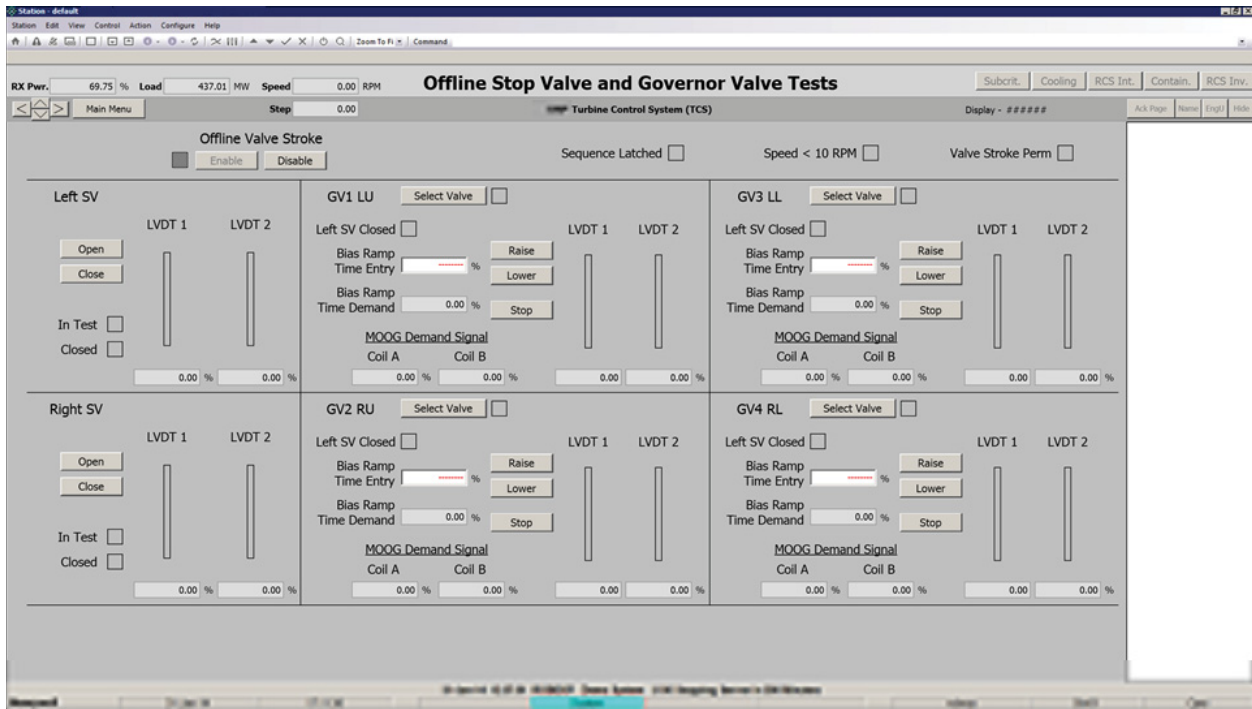 Station - default
Station Edit View Control Action Configure Help
Zoom To Fi Command
RX Pwr. 69.75 % Load 437.01 MW Speed 0.00 RPM Offline Stop Valve and Governor Valve Tests Subcrit. Cooling RCS Int. Contain. RCS Inv.
< > Main Menu Step 0.00 Turbine Control System (TCS) Display - ###### Ack Page Name EngU Hide
Offline Valve Stroke
Enable Disable Sequence Latched Speed < 10 RPM Valve Stroke Perm
Left SV
LVDT 1 LVDT 2
Open
Close
In Test
Closed
0.00 % 0.00 %
GV1 LU Select Valve
Left SV Closed LVDT 1 LVDT 2
Bias Ramp
Time Entry -------- % Raise
Lower
Bias Ramp
Time Demand 0.00 % Stop
MOOG Demand Signal
Coil A Coil B
0.00 % 0.00 % 0.00 0.00 %
GV3 LL Select Valve
Left SV Closed LVDT 1 LVDT 2
Bias Ramp
Time Entry -------- % Raise
Lower
Bias Ramp
Time Demand 0.00 % Stop
MOOG Demand Signal
Coil A Coil B
0.00 % 0.00 % 0.00 0.00 %
Right SV
LVDT 1 LVDT 2
Open
Close
In Test
Closed
0.00 % 0.00 %
GV2 RU Select Valve
Left SV Closed LVDT 1 LVDT 2
Bias Ramp
Time Entry -------- % Raise
Lower
Bias Ramp
Time Demand 0.00 % Stop
MOOG Demand Signal
Coil A Coil B
0.00 % 0.00 % 0.00 0.00 %
GV4 RL Select Valve
Left SV Closed LVDT 1 LVDT 2
Bias Ramp
Time Entry -------- % Raise
Lower
Bias Ramp
Time Demand 0.00 % Stop
MOOG Demand Signal
Coil A Coil B
0.00 % 0.00 % 0.00 0.00 %